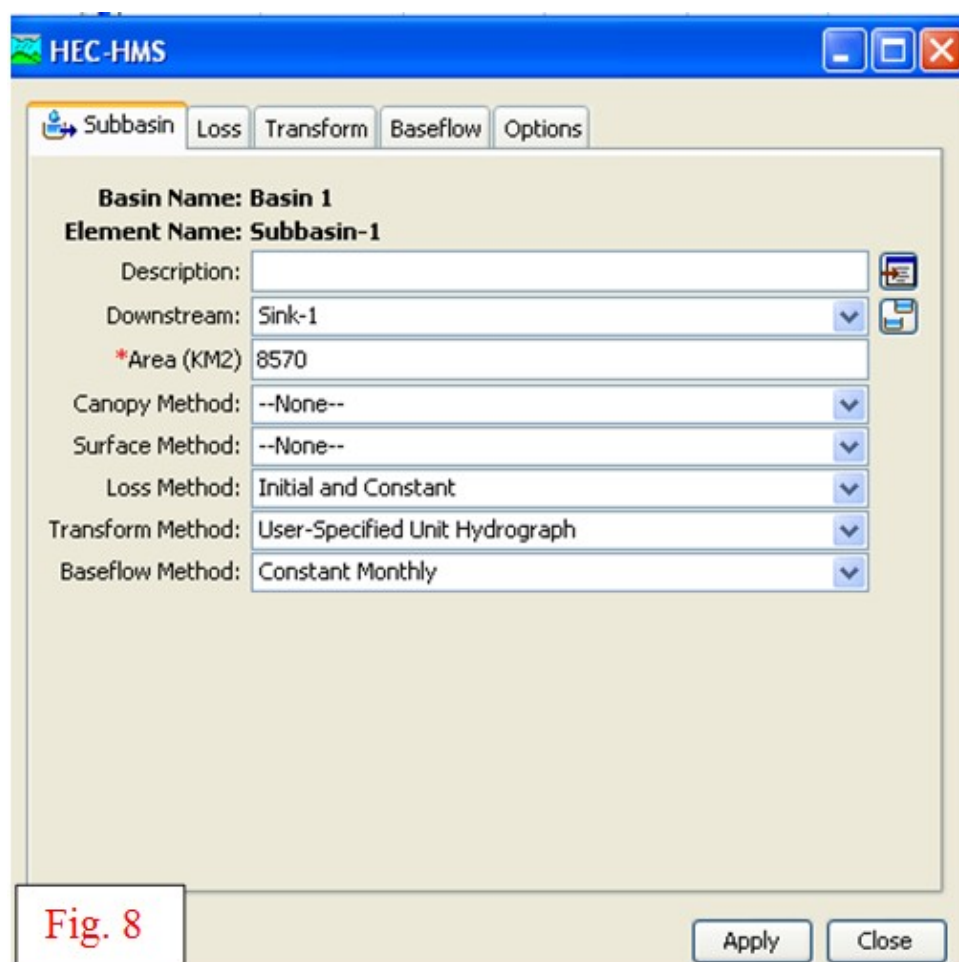 HEC-HMS
Subbasin Loss Transform Baseflow Options
Basin Name: Basin 1
Element Name: Subbasin-1
Description:
Downstream: Sink-1
*Area (KM2) 8570
Canopy Method: --None--
Surface Method: --None--
Loss Method: Initial and Constant
Transform Method: User-Specified Unit Hydrograph
Baseflow Method: Constant Monthly
Fig. 8
Apply Close